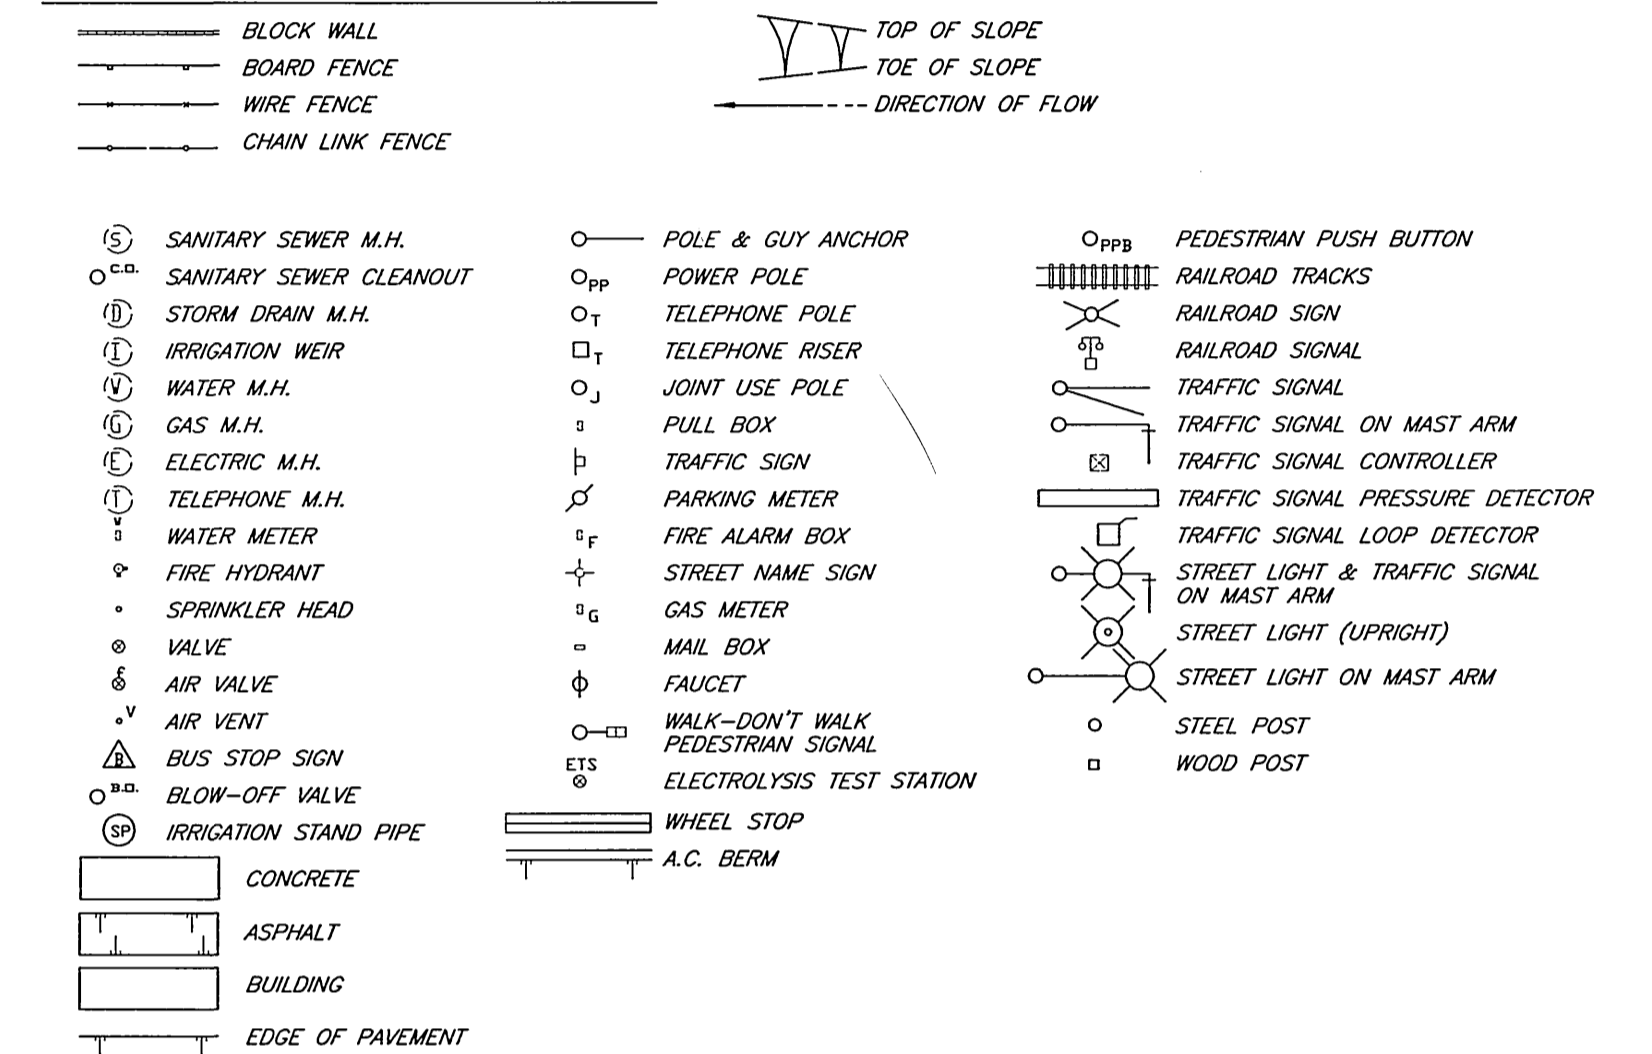 BLOCK WALL
BOARD FENCE
WIRE FENCE
CHAIN LINK FENCE
TOP OF SLOPE
TOE OF SLOPE
DIRECTION OF FLOW
S SANITARY SEWER M.H.
C.O. SANITARY SEWER CLEANOUT
D STORM DRAIN M.H.
I IRRIGATION WEIR
W WATER M.H.
G GAS M.H.
E ELECTRIC M.H.
T TELEPHONE M.H.
W WATER METER
FIRE HYDRANT
SPRINKLER HEAD
VALVE
AIR VALVE
V AIR VENT
B BUS STOP SIGN
B.O. BLOW-OFF VALVE
SP IRRIGATION STAND PIPE
CONCRETE
ASPHALT
BUILDING
EDGE OF PAVEMENT
POLE & GUY ANCHOR
PP POWER POLE
T TELEPHONE POLE
T TELEPHONE RISER
J JOINT USE POLE
PULL BOX
TRAFFIC SIGN
PARKING METER
F FIRE ALARM BOX
STREET NAME SIGN
G GAS METER
MAIL BOX
FAUCET
WALK-DON'T WALK
PEDESTRIAN SIGNAL
ETS
ELECTROLYSIS TEST STATION
WHEEL STOP
A.C. BERM
PPB PEDESTRIAN PUSH BUTTON
RAILROAD TRACKS
RAILROAD SIGN
RAILROAD SIGNAL
TRAFFIC SIGNAL
TRAFFIC SIGNAL ON MAST ARM
TRAFFIC SIGNAL CONTROLLER
TRAFFIC SIGNAL PRESSURE DETECTOR
TRAFFIC SIGNAL LOOP DETECTOR
STREET LIGHT & TRAFFIC SIGNAL
ON MAST ARM
STREET LIGHT (UPRIGHT)
STREET LIGHT ON MAST ARM
STEEL POST
WOOD POST